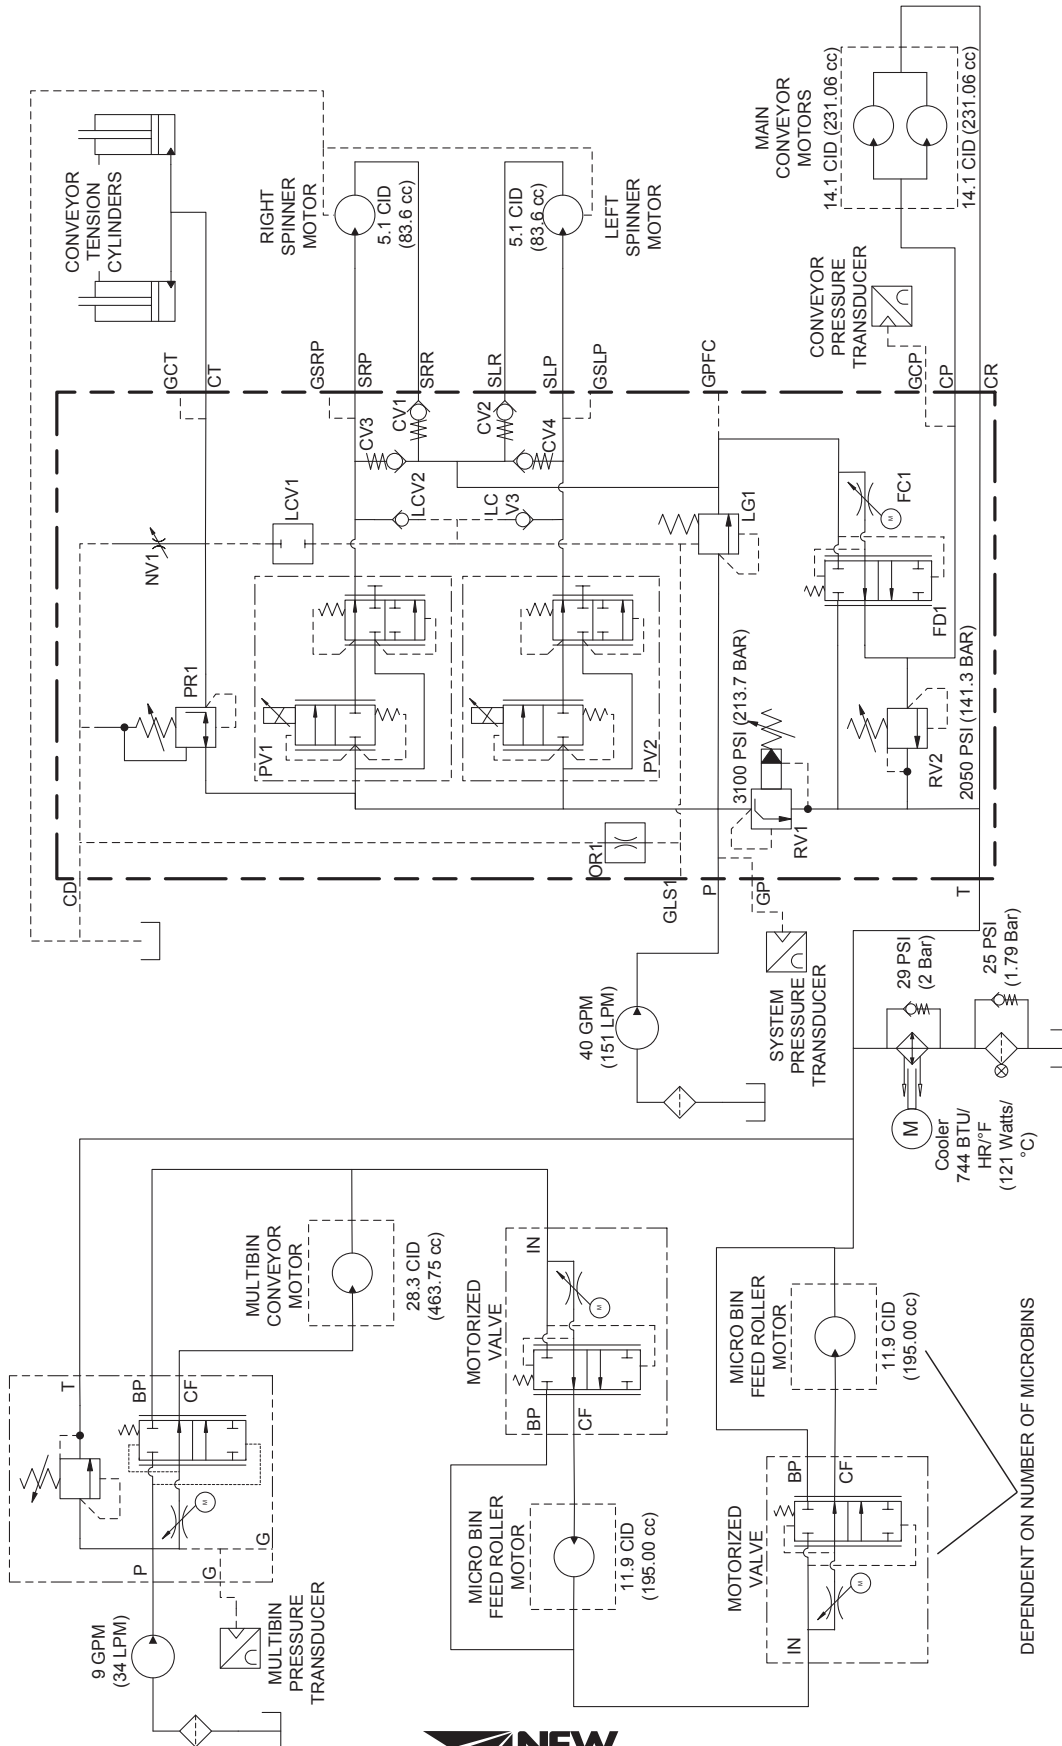 CONVEYOR
TENSION
CYLINDERS
RIGHT
SPINNER
MOTOR
5.1 CID
(83.6 cc)
5.1 CID
(83.6 cc)
LEFT
SPINNER
MOTOR
MAIN
CONVEYOR
MOTORS
14.1 CID (231.06 cc)
14.1 CID (231.06 cc)
CONVEYOR
PRESSURE
TRANSDUCER
GCT
CT
GSRP
SRP
SRR
SLR
SLP
GSLP
GPFC
GCP
CP
CR
CV3
CV1
CV2
CV4
LCV2
LC
V3
LCV1
NV1
LG1
FC1
M
FD1
PR1
PV1
PV2
3100 PSI (213.7 BAR)
RV1
RV2
2050 PSI (141.3 BAR)
OR1
CD
GLS1
P
GP
T
40 GPM
(151 LPM)
SYSTEM
PRESSURE
TRANSDUCER
29 PSI
(2 Bar)
25 PSI
(1.79 Bar)
M
Cooler
744 BTU/
HR/°F
(121 Watts/
°C)
T
BP
CF
M
P
G
G
9 GPM
(34 LPM)
MULTIBIN
PRESSURE
TRANSDUCER
MULTIBIN
CONVEYOR
MOTOR
28.3 CID
(463.75 cc)
MOTORIZED
VALVE
IN
M
BP
CF
MICRO BIN
FEED ROLLER
MOTOR
11.9 CID
(195.00 cc)
MICRO BIN
FEED ROLLER
MOTOR
11.9 CID
(195.00 cc)
MOTORIZED
VALVE
BP
CF
M
IN
DEPENDENT ON NUMBER OF MICROBINS
NEW